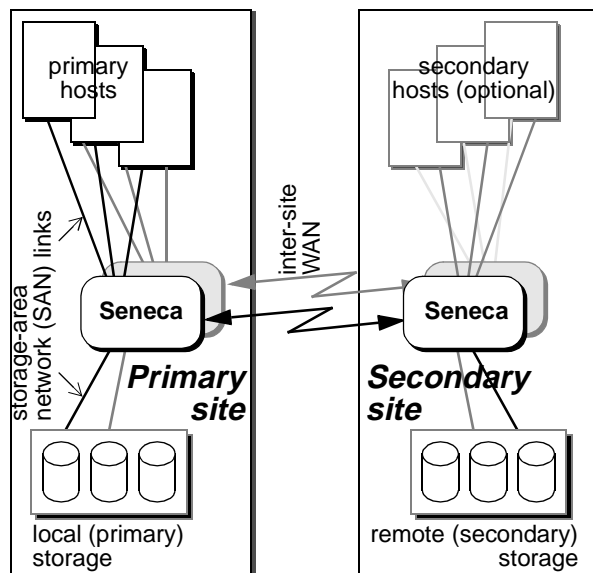 primary
hosts
secondary
hosts (optional)
storage-area
network (SAN) links
inter-site
WAN
Seneca
Seneca
Primary
site
Secondary
site
local (primary)
storage
remote (secondary)
storage